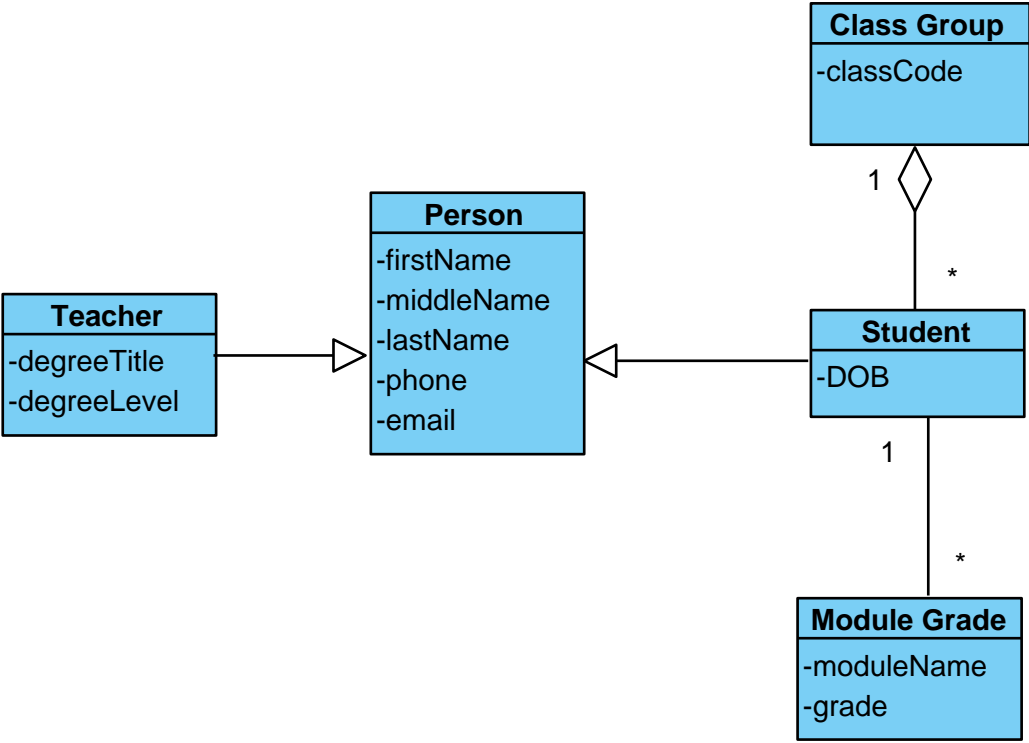 Class Group
-classCode
1
*
Person
-firstName
-middleName
-lastName
-phone
-email
Teacher
-degreeTitle
-degreeLevel
Student
-DOB
1
*
Module Grade
-moduleName
-grade